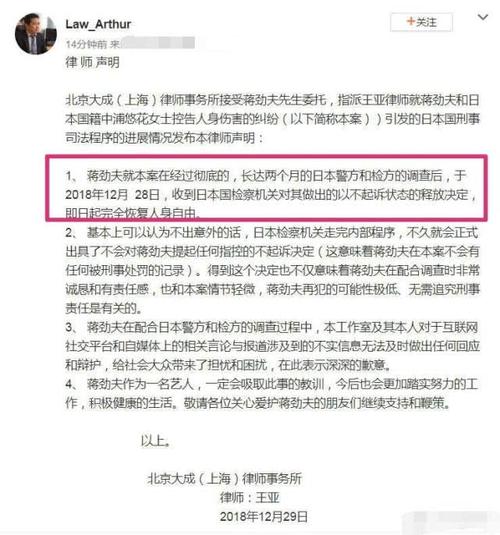 Law_Arthur
+关注
14分钟前 来
律 师 声明
北京大成（上海）律师事务所接受蒋劲夫先生委托，指派王亚律师就蒋劲夫和日
本国籍中浦悠花女士控告人身伤害的纠纷（以下简称本案））引发的日本国刑事
司法程序的进展情况发布本律师声明：
1、 蒋劲夫就本案在经过彻底的，长达两个月的日本警方和检方的调查后，于
2018年12月 28日，收到日本国检察机关对其做出的以不起诉状态的释放决定，
即日起完全恢复人身自由。
2、 基本上可以认为不出意外的话，日本检察机关走完内部程序，不久就会正式
出具了不会对蒋劲夫提起任何指控的不起诉决定（这意味着蒋劲夫在本案不会有
任何被刑事处罚的记录）。得到这个决定也不仅意味着蒋劲夫在配合调查时非常
诚恳和有责任感，也和本案情节轻微，蒋劲夫再犯的可能性极低、无需追究刑事
责任是有关的。
3、 蒋劲夫在配合日本警方和检方的调查过程中，本工作室及其本人对于互联网
社交平台和自媒体上的相关言论与报道涉及到的不实信息无法及时做出任何回应
和辩护，给社会大众带来了担忧和困扰，在此表示深深的歉意。
4、 蒋劲夫作为一名艺人，一定会吸取此事的教训，今后也会更加踏实努力的工
作，积极健康的生活。敬请各位关心爱护蒋劲夫的朋友们继续支持和鞭策。
以上。
北京大成（上海）律师事务所
律师：王亚
2018年12月29日